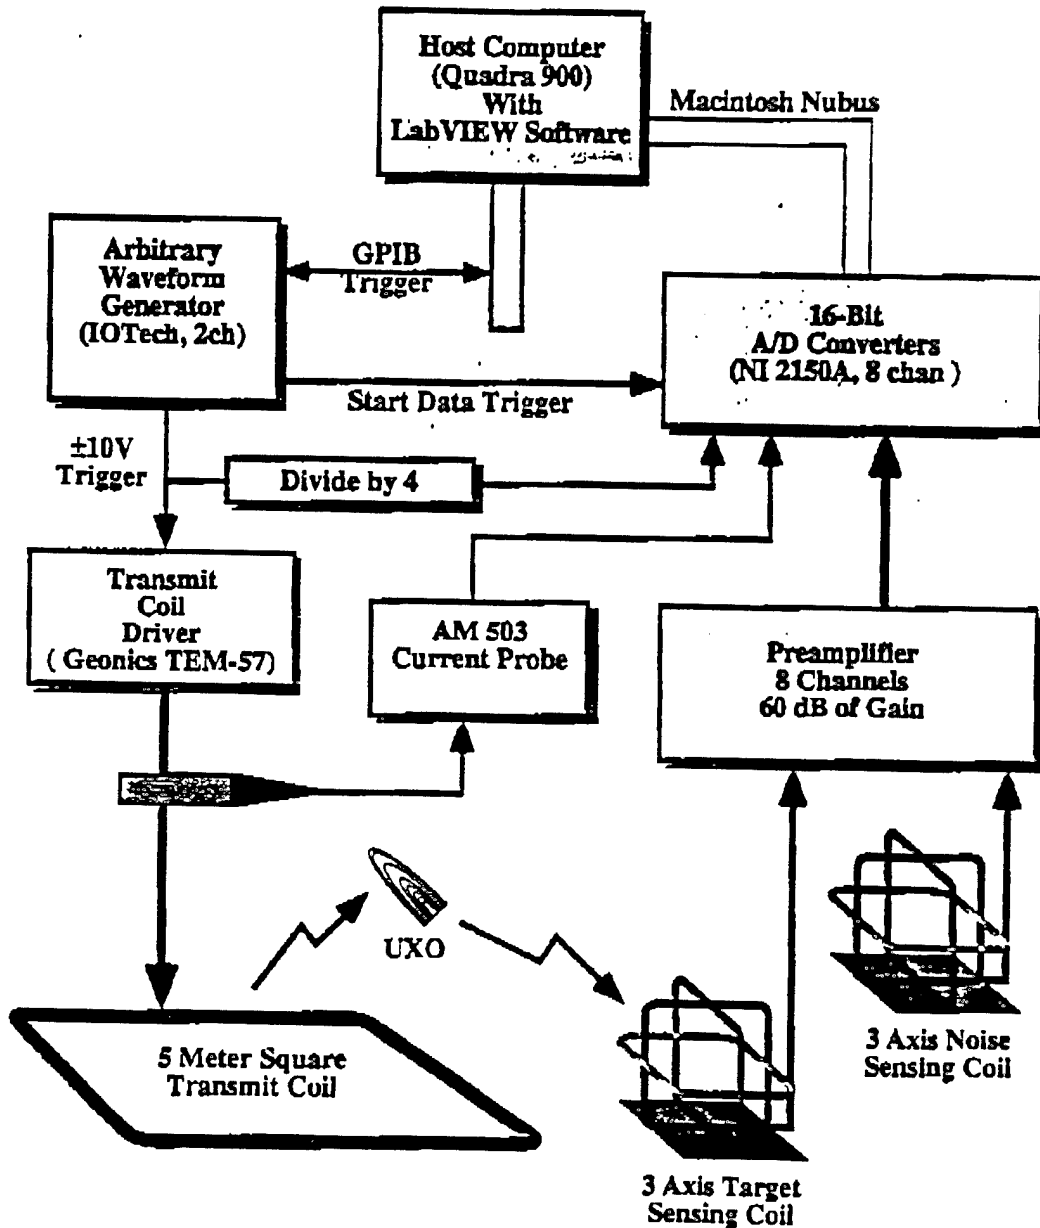 Host Computer
(Quadra 900)
With
LabVIEW Software
Macintosh Nubus
Arbitrary
Waveform
Generator
(IOTech, 2ch)
GPIB
Trigger
16-Bit
A/D Converters
(NI 2150A, 8 chan )
Start Data Trigger
±10V
Trigger
Divide by 4
Transmit
Coil
Driver
( Geonics TEM-57)
AM 503
Current Probe
Preamplifier
8 Channels
60 dB of Gain
UXO
5 Meter Square
Transmit Coil
3 Axis Noise
Sensing Coil
3 Axis Target
Sensing Coil